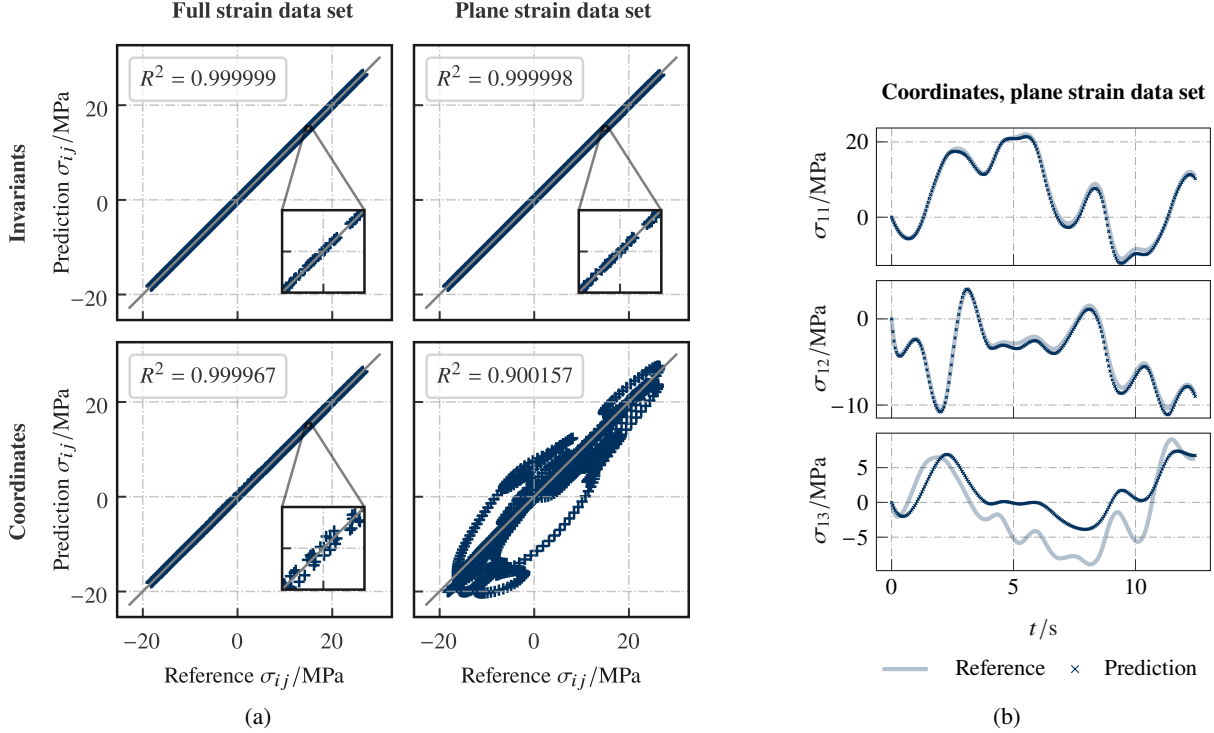 Full strain data set
Plane strain data set
Invariants
Prediction σij/MPa
R² = 0.999999
R² = 0.999998
20
0
−20
Coordinates
Prediction σij/MPa
R² = 0.999967
R² = 0.900157
20
0
−20
−20 0 20
−20 0 20
Reference σij/MPa
Reference σij/MPa
(a)
Coordinates, plane strain data set
σ11/MPa
20
0
σ12/MPa
0
−10
σ13/MPa
5
0
−5
0 5 10
t/s
Reference
Prediction
(b)